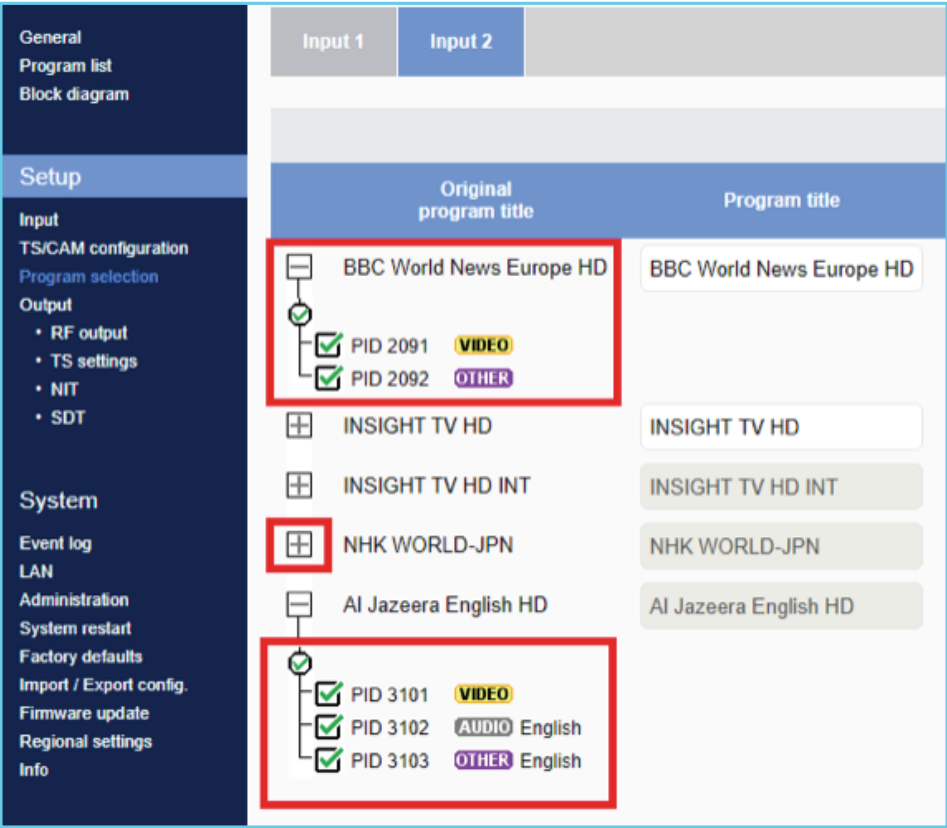 General
Program list
Block diagram
Setup
Input
TS/CAM configuration
Program selection
Output
• RF output
• TS settings
• NIT
• SDT
System
Event log
LAN
Administration
System restart
Factory defaults
Import / Export config.
Firmware update
Regional settings
Info
Input 1 Input 2
Original
program title
Program title
BBC World News Europe HD BBC World News Europe HD
PID 2091 VIDEO
PID 2092 OTHER
INSIGHT TV HD INSIGHT TV HD
INSIGHT TV HD INT INSIGHT TV HD INT
NHK WORLD-JPN NHK WORLD-JPN
Al Jazeera English HD Al Jazeera English HD
PID 3101 VIDEO
PID 3102 AUDIO English
PID 3103 OTHER English